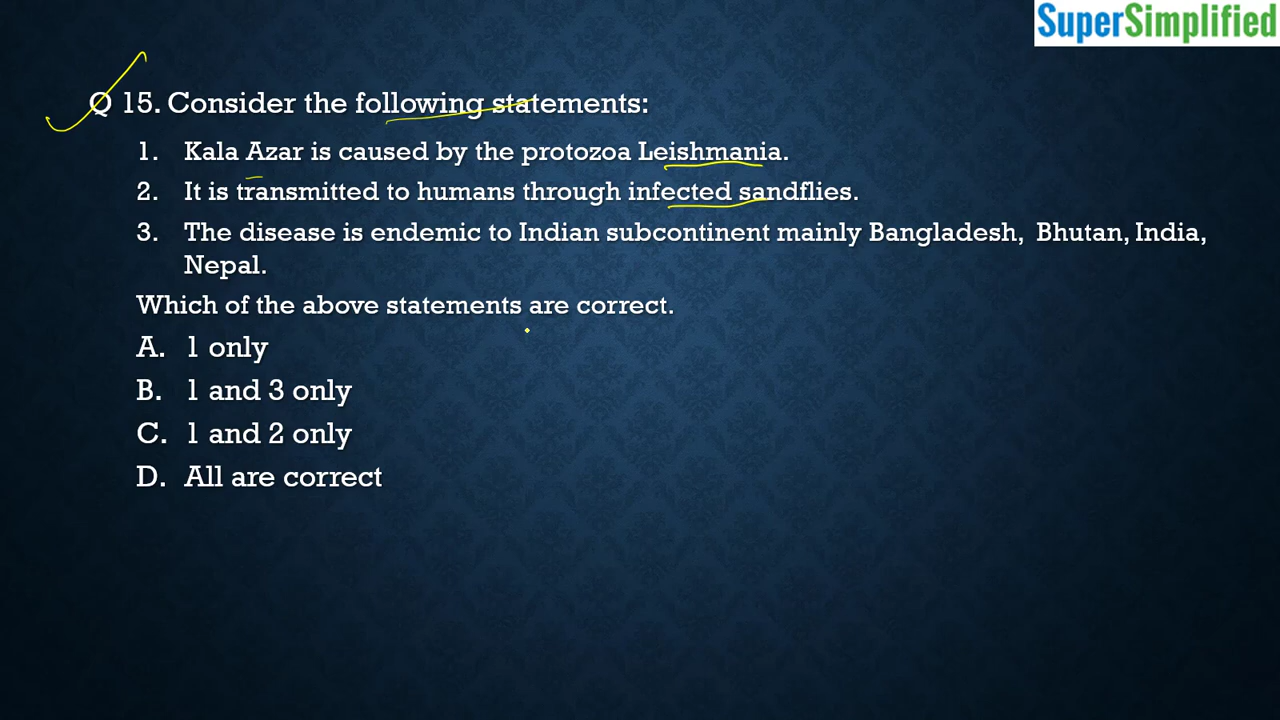 SuperSimplified
Q 15. Consider the following statements:
1. Kala Azar is caused by the protozoa Leishmania.
2. It is transmitted to humans through infected sandflies.
3. The disease is endemic to Indian subcontinent mainly Bangladesh, Bhutan, India,
Nepal.
Which of the above statements are correct.
A. 1 only
B. 1 and 3 only
C. 1 and 2 only
D. All are correct